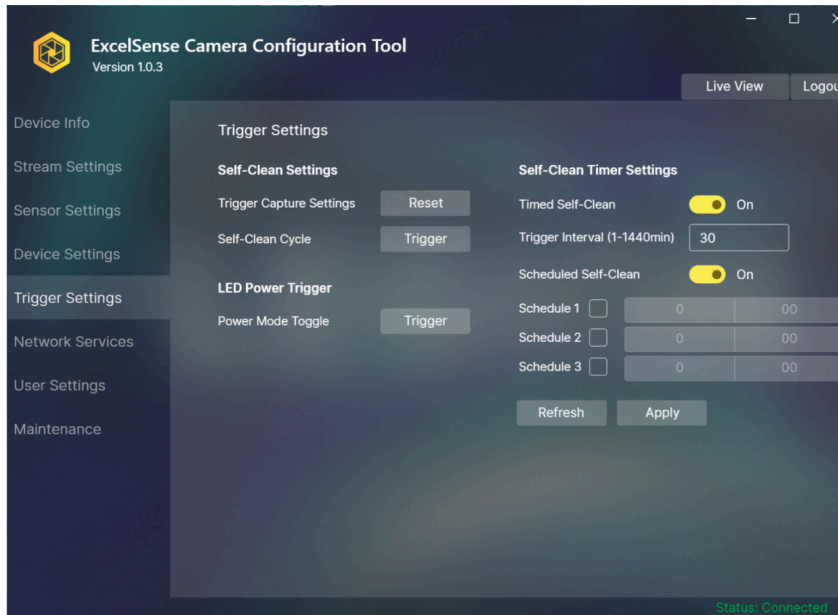 ExcelSense Camera Configuration Tool
Version 1.0.3
Live View
Device Info
Stream Settings
Sensor Settings
Device Settings
Trigger Settings
Network Services
User Settings
Maintenance
Trigger Settings
Self-Clean Settings
Trigger Capture Settings Reset
Self-Clean Cycle Trigger
LED Power Trigger
Power Mode Toggle Trigger
Self-Clean Timer Settings
Timed Self-Clean On
Trigger Interval (1-1440min) 30
Scheduled Self-Clean On
Schedule 1 0 00
Schedule 2 0 00
Schedule 3 0 00
Refresh Apply
Status: Connected